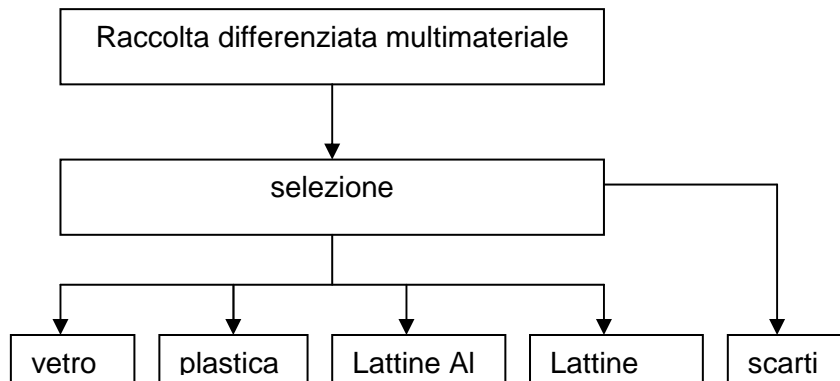 Raccolta differenziata multimateriale
selezione
vetro plastica Lattine Al Lattine scarti